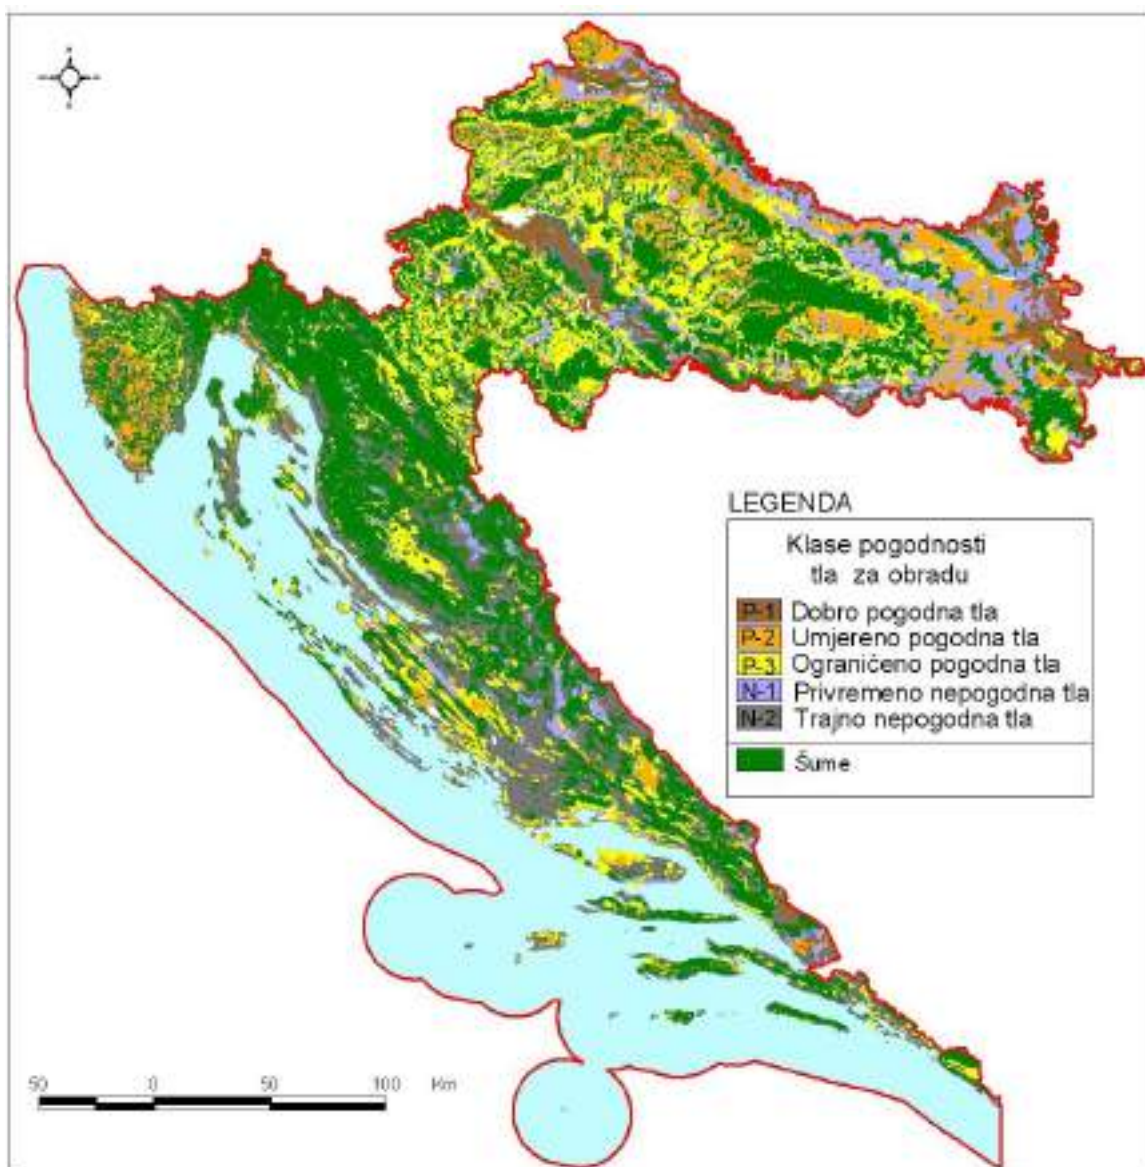 LEGENDA
Klase pogodnosti
tla za obradu
P-1 Dobro pogodna tla
P-2 Umjereno pogodna tla
P-3 Ograničeno pogodna tla
N-1 Privremeno nepogodna tla
N-2 Trajno nepogodna tla
Šume
50 0 50 100 Km